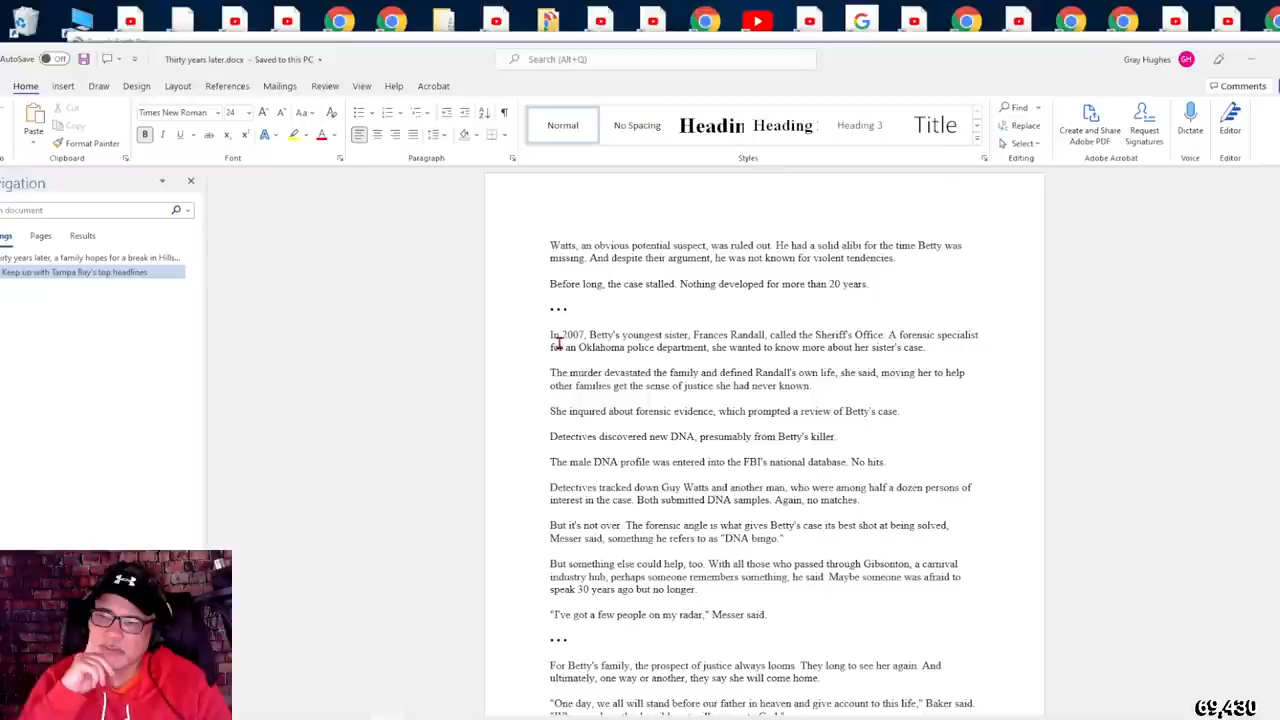 AutoSave Off
Thirty years later.docx - Saved to this PC
Search (Alt+Q)
Gray Hughes GH
Home Insert Draw Design Layout References Mailings Review View Help Acrobat
Comments
Paste
Cut
Copy
Format Painter
Clipboard
Times New Roman 24
Font
Paragraph
Normal
No Spacing
Headin
Heading
Heading 3
Title
Styles
Find
Replace
Select
Editing
Create and Share Adobe PDF
Request Signatures
Adobe Acrobat
Dictate
Voice
Editor
Editor
vigation
n document
ngs Pages Results
irty years later, a family hopes for a break in Hills...
Keep up with Tampa Bay's top headlines
Watts, an obvious potential suspect, was ruled out. He had a solid alibi for the time Betty was
missing. And despite their argument, he was not known for violent tendencies.
Before long, the case stalled. Nothing developed for more than 20 years.
• • •
In 2007, Betty's youngest sister, Frances Randall, called the Sheriff's Office. A forensic specialist
for an Oklahoma police department, she wanted to know more about her sister's case.
The murder devastated the family and defined Randall's own life, she said, moving her to help
other families get the sense of justice she had never known.
She inquired about forensic evidence, which prompted a review of Betty's case.
Detectives discovered new DNA, presumably from Betty's killer.
The male DNA profile was entered into the FBI's national database. No hits.
Detectives tracked down Guy Watts and another man, who were among half a dozen persons of
interest in the case. Both submitted DNA samples. Again, no matches.
But it's not over. The forensic angle is what gives Betty's case its best shot at being solved,
Messer said, something he refers to as "DNA bingo."
But something else could help, too. With all those who passed through Gibsonton, a carnival
industry hub, perhaps someone remembers something, he said. Maybe someone was afraid to
speak 30 years ago but no longer.
"I've got a few people on my radar," Messer said.
• • •
For Betty's family, the prospect of justice always looms. They long to see her again. And
ultimately, one way or another, they say she will come home.
"One day, we all will stand before our father in heaven and give account to this life," Baker said.
69,430